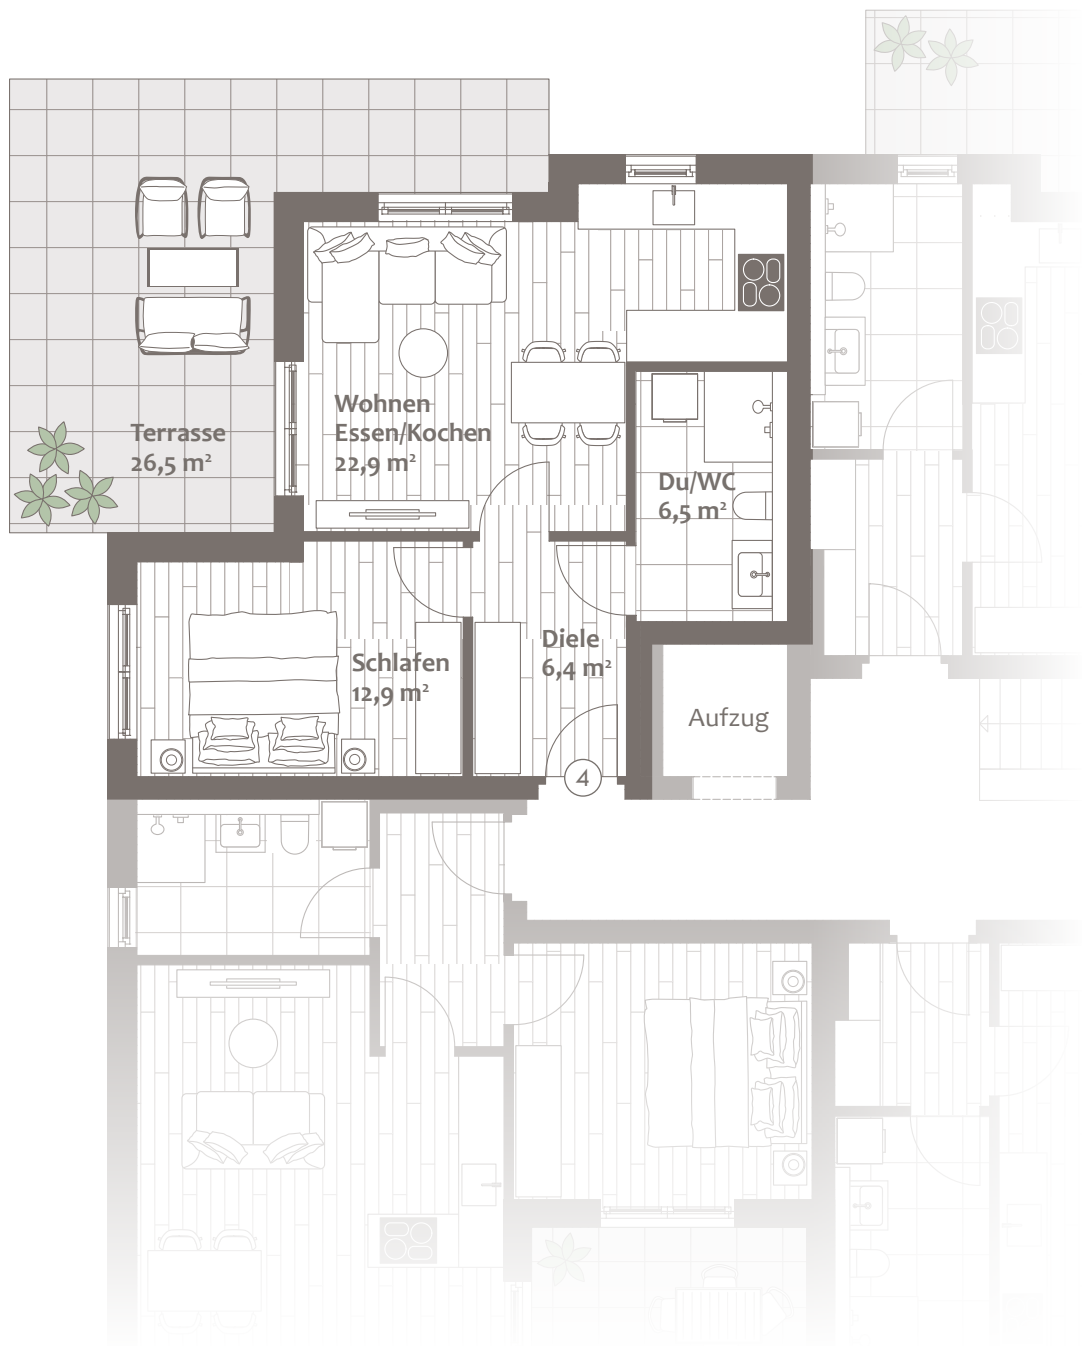 Wohnen
Essen/Kochen
22,9 m²
Terrasse
26,5 m²
Du/WC
6,5 m²
Diele
6,4 m²
Schlafen
12,9 m²
Aufzug
4